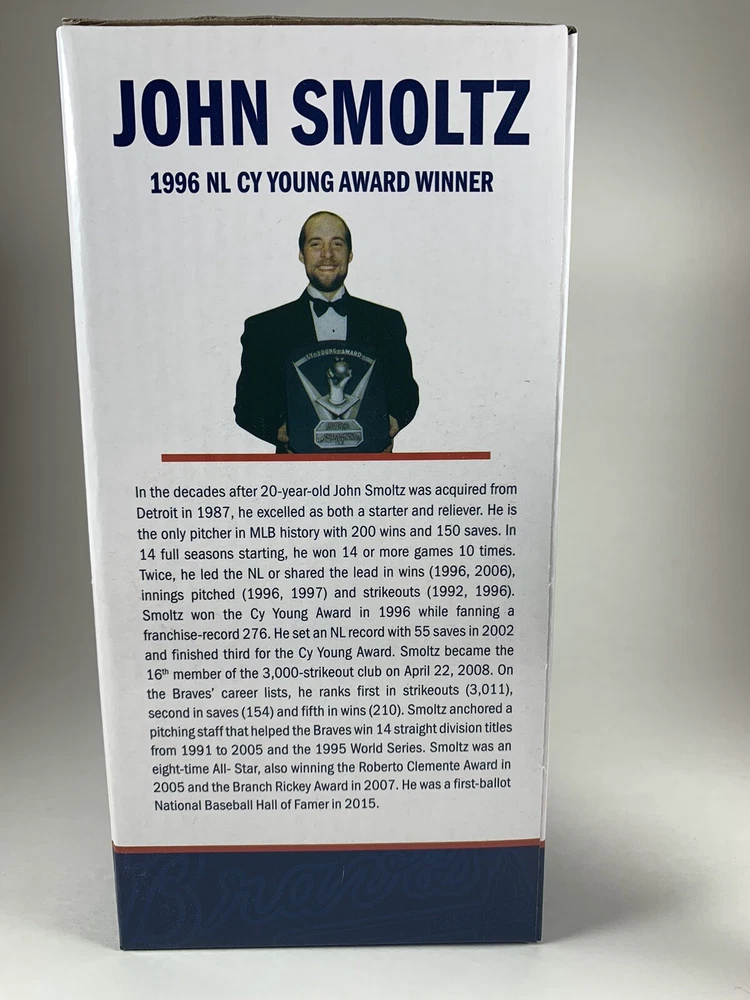 JOHN SMOLTZ
1996 NL CY YOUNG AWARD WINNER
CY YOUNG AWARD
In the decades after 20-year-old John Smoltz was acquired from
Detroit in 1987, he excelled as both a starter and reliever. He is
the only pitcher in MLB history with 200 wins and 150 saves. In
14 full seasons starting, he won 14 or more games 10 times.
Twice, he led the NL or shared the lead in wins (1996, 2006),
innings pitched (1996, 1997) and strikeouts (1992, 1996).
Smoltz won the Cy Young Award in 1996 while fanning a
franchise-record 276. He set an NL record with 55 saves in 2002
and finished third for the Cy Young Award. Smoltz became the
16th member of the 3,000-strikeout club on April 22, 2008. On
the Braves' career lists, he ranks first in strikeouts (3,011),
second in saves (154) and fifth in wins (210). Smoltz anchored a
pitching staff that helped the Braves win 14 straight division titles
from 1991 to 2005 and the 1995 World Series. Smoltz was an
eight-time All- Star, also winning the Roberto Clemente Award in
2005 and the Branch Rickey Award in 2007. He was a first-ballot
National Baseball Hall of Famer in 2015.
Braves